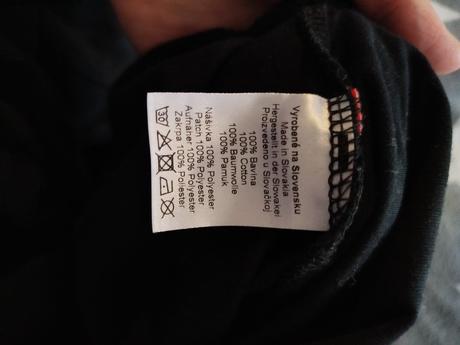 Vyrobené na Slovensku
Made in Slovakia
Hergestellt in der Slowakei
Proizvedeno u Slovačkoj
100% Bavlna
100% Cotton
100% Baumwolle
100% Pamuk
Nášivka 100% Polyester
Patch 100% Polyester
Aufnäher 100% Polyester
Zakrpa 100% Poliester
30